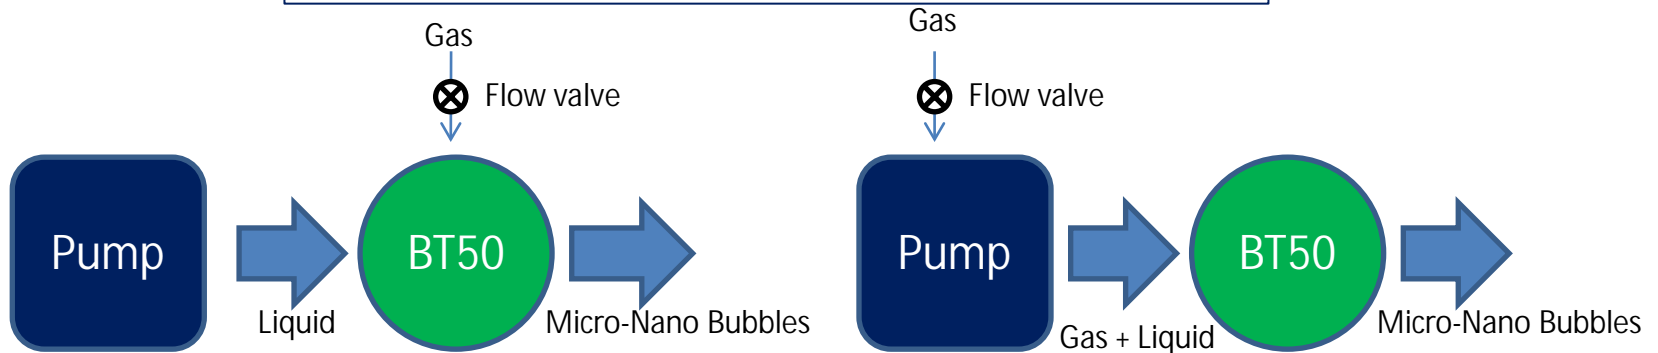 Gas
Flow valve
Pump
Liquid
BT50
Micro-Nano Bubbles
Gas
Flow valve
Pump
Gas + Liquid
BT50
Micro-Nano Bubbles